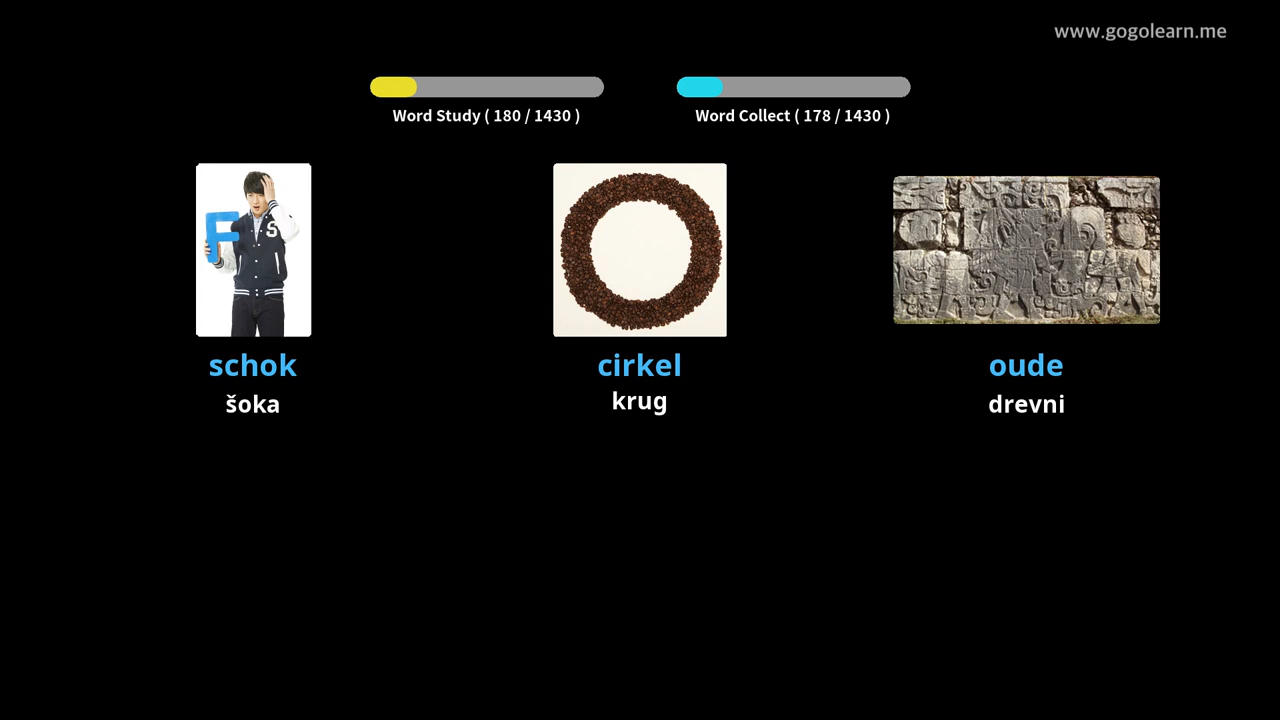 www.gogolearn.me
Word Study ( 180 / 1430 )
Word Collect ( 178 / 1430 )
F
S
schok
cirkel
oude
šoka
krug
drevni